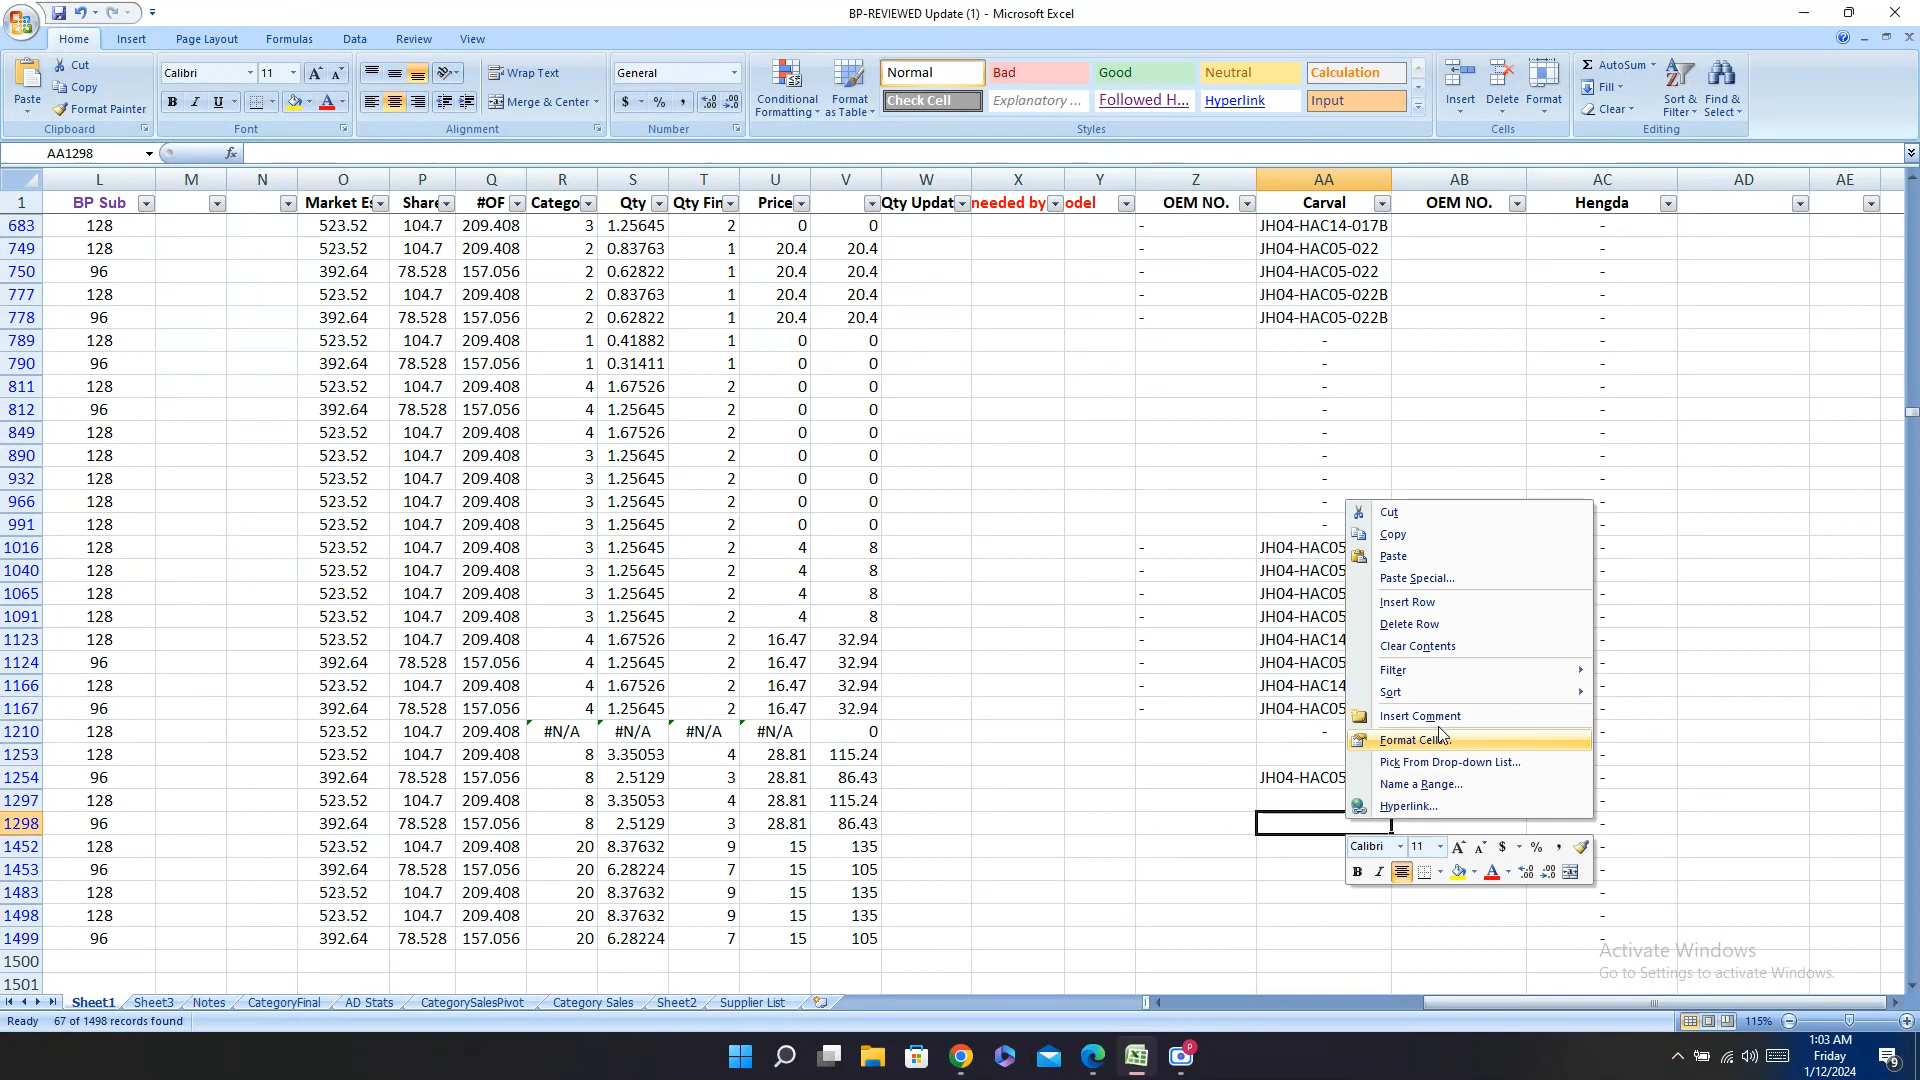 BP-REVIEWED Update (1) - Microsoft Excel
Home Insert Page Layout Formulas Data Review View
Paste Cut Copy Format Painter Clipboard
Calibri 11 B I U Font
Wrap Text Merge & Center Alignment
General $ % , Number
Conditional Formatting Format as Table
Normal Bad Good Neutral Calculation
Check Cell Explanatory ... Followed H... Hyperlink Input
Styles
Insert Delete Format Cells
AutoSum Fill Clear Sort & Filter Find & Select Editing
AA1298 fx
L M N O P Q R S T U V W X Y Z AA AB AC AD AE
1 BP Sub Market Es Share #OF Catego Qty Qty Fin Price Qty Updat needed by odel OEM NO. Carval OEM NO. Hengda
683 128 523.52 104.7 209.408 3 1.25645 2 0 0 - JH04-HAC14-017B -
749 128 523.52 104.7 209.408 2 0.83763 1 20.4 20.4 - JH04-HAC05-022 -
750 96 392.64 78.528 157.056 2 0.62822 1 20.4 20.4 - JH04-HAC05-022 -
777 128 523.52 104.7 209.408 2 0.83763 1 20.4 20.4 - JH04-HAC05-022B -
778 96 392.64 78.528 157.056 2 0.62822 1 20.4 20.4 - JH04-HAC05-022B -
789 128 523.52 104.7 209.408 1 0.41882 1 0 0 - -
790 96 392.64 78.528 157.056 1 0.31411 1 0 0 - -
811 128 523.52 104.7 209.408 4 1.67526 2 0 0 - -
812 96 392.64 78.528 157.056 4 1.25645 2 0 0 - -
849 128 523.52 104.7 209.408 4 1.67526 2 0 0 - -
890 128 523.52 104.7 209.408 3 1.25645 2 0 0 - -
932 128 523.52 104.7 209.408 3 1.25645 2 0 0 - -
966 128 523.52 104.7 209.408 3 1.25645 2 0 0 - -
991 128 523.52 104.7 209.408 3 1.25645 2 0 0 - -
1016 128 523.52 104.7 209.408 3 1.25645 2 4 8 - JH04-HAC05 -
1040 128 523.52 104.7 209.408 3 1.25645 2 4 8 - JH04-HAC05 -
1065 128 523.52 104.7 209.408 3 1.25645 2 4 8 - JH04-HAC05 -
1091 128 523.52 104.7 209.408 3 1.25645 2 4 8 - JH04-HAC05 -
1123 128 523.52 104.7 209.408 4 1.67526 2 16.47 32.94 - JH04-HAC14 -
1124 96 392.64 78.528 157.056 4 1.25645 2 16.47 32.94 - JH04-HAC05 -
1166 128 523.52 104.7 209.408 4 1.67526 2 16.47 32.94 - JH04-HAC14 -
1167 96 392.64 78.528 157.056 4 1.25645 2 16.47 32.94 - JH04-HAC05 -
1210 128 523.52 104.7 209.408 #N/A #N/A #N/A #N/A 0 - -
1253 128 523.52 104.7 209.408 8 3.35053 4 28.81 115.24 -
1254 96 392.64 78.528 157.056 8 2.5129 3 28.81 86.43 JH04-HAC05 -
1297 128 523.52 104.7 209.408 8 3.35053 4 28.81 115.24 -
1298 96 392.64 78.528 157.056 8 2.5129 3 28.81 86.43 -
1452 128 523.52 104.7 209.408 20 8.37632 9 15 135 -
1453 96 392.64 78.528 157.056 20 6.28224 7 15 105 -
1483 128 523.52 104.7 209.408 20 8.37632 9 15 135 -
1498 128 523.52 104.7 209.408 20 8.37632 9 15 135 -
1499 96 392.64 78.528 157.056 20 6.28224 7 15 105 -
1500
1501
Cut
Copy
Paste
Paste Special...
Insert Row
Delete Row
Clear Contents
Filter
Sort
Insert Comment
Format Cells...
Pick From Drop-down List...
Name a Range...
Hyperlink...
Calibri 11 A A $ % ,
B I A
Activate Windows
Go to Settings to activate Windows.
Sheet1 Sheet3 Notes CategoryFinal AD Stats CategorySalesPivot Category Sales Sheet2 Supplier List
Ready 67 of 1498 records found 115%
1:03 AM
Friday
1/12/2024
9
P